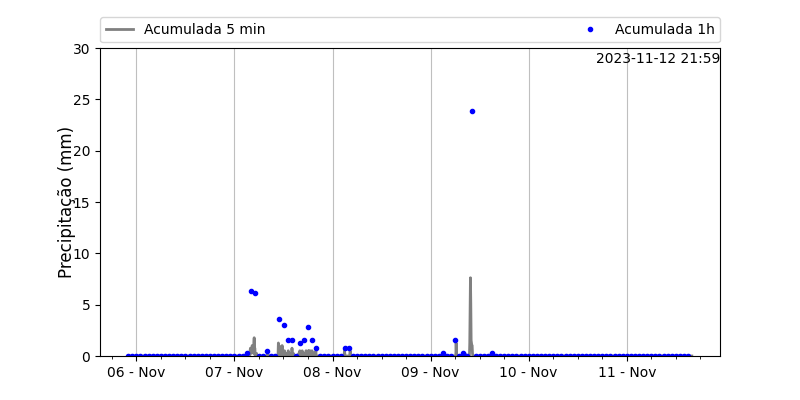 Acumulada 5 min
Acumulada 1h
2023-11-12 21:59
Precipitação (mm)
30
25
20
15
10
5
0
06 - Nov
07 - Nov
08 - Nov
09 - Nov
10 - Nov
11 - Nov